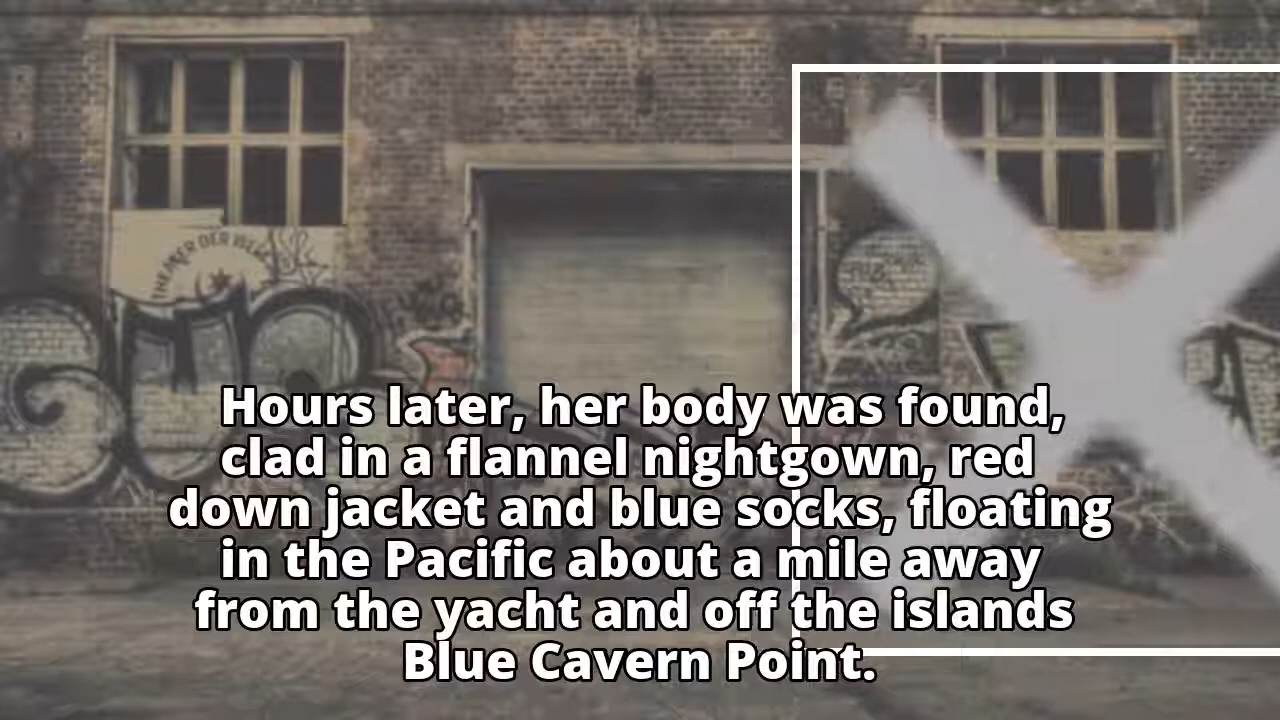 Hours later, her body was found,
clad in a flannel nightgown, red
down jacket and blue socks, floating
in the Pacific about a mile away
from the yacht and off the islands
Blue Cavern Point.